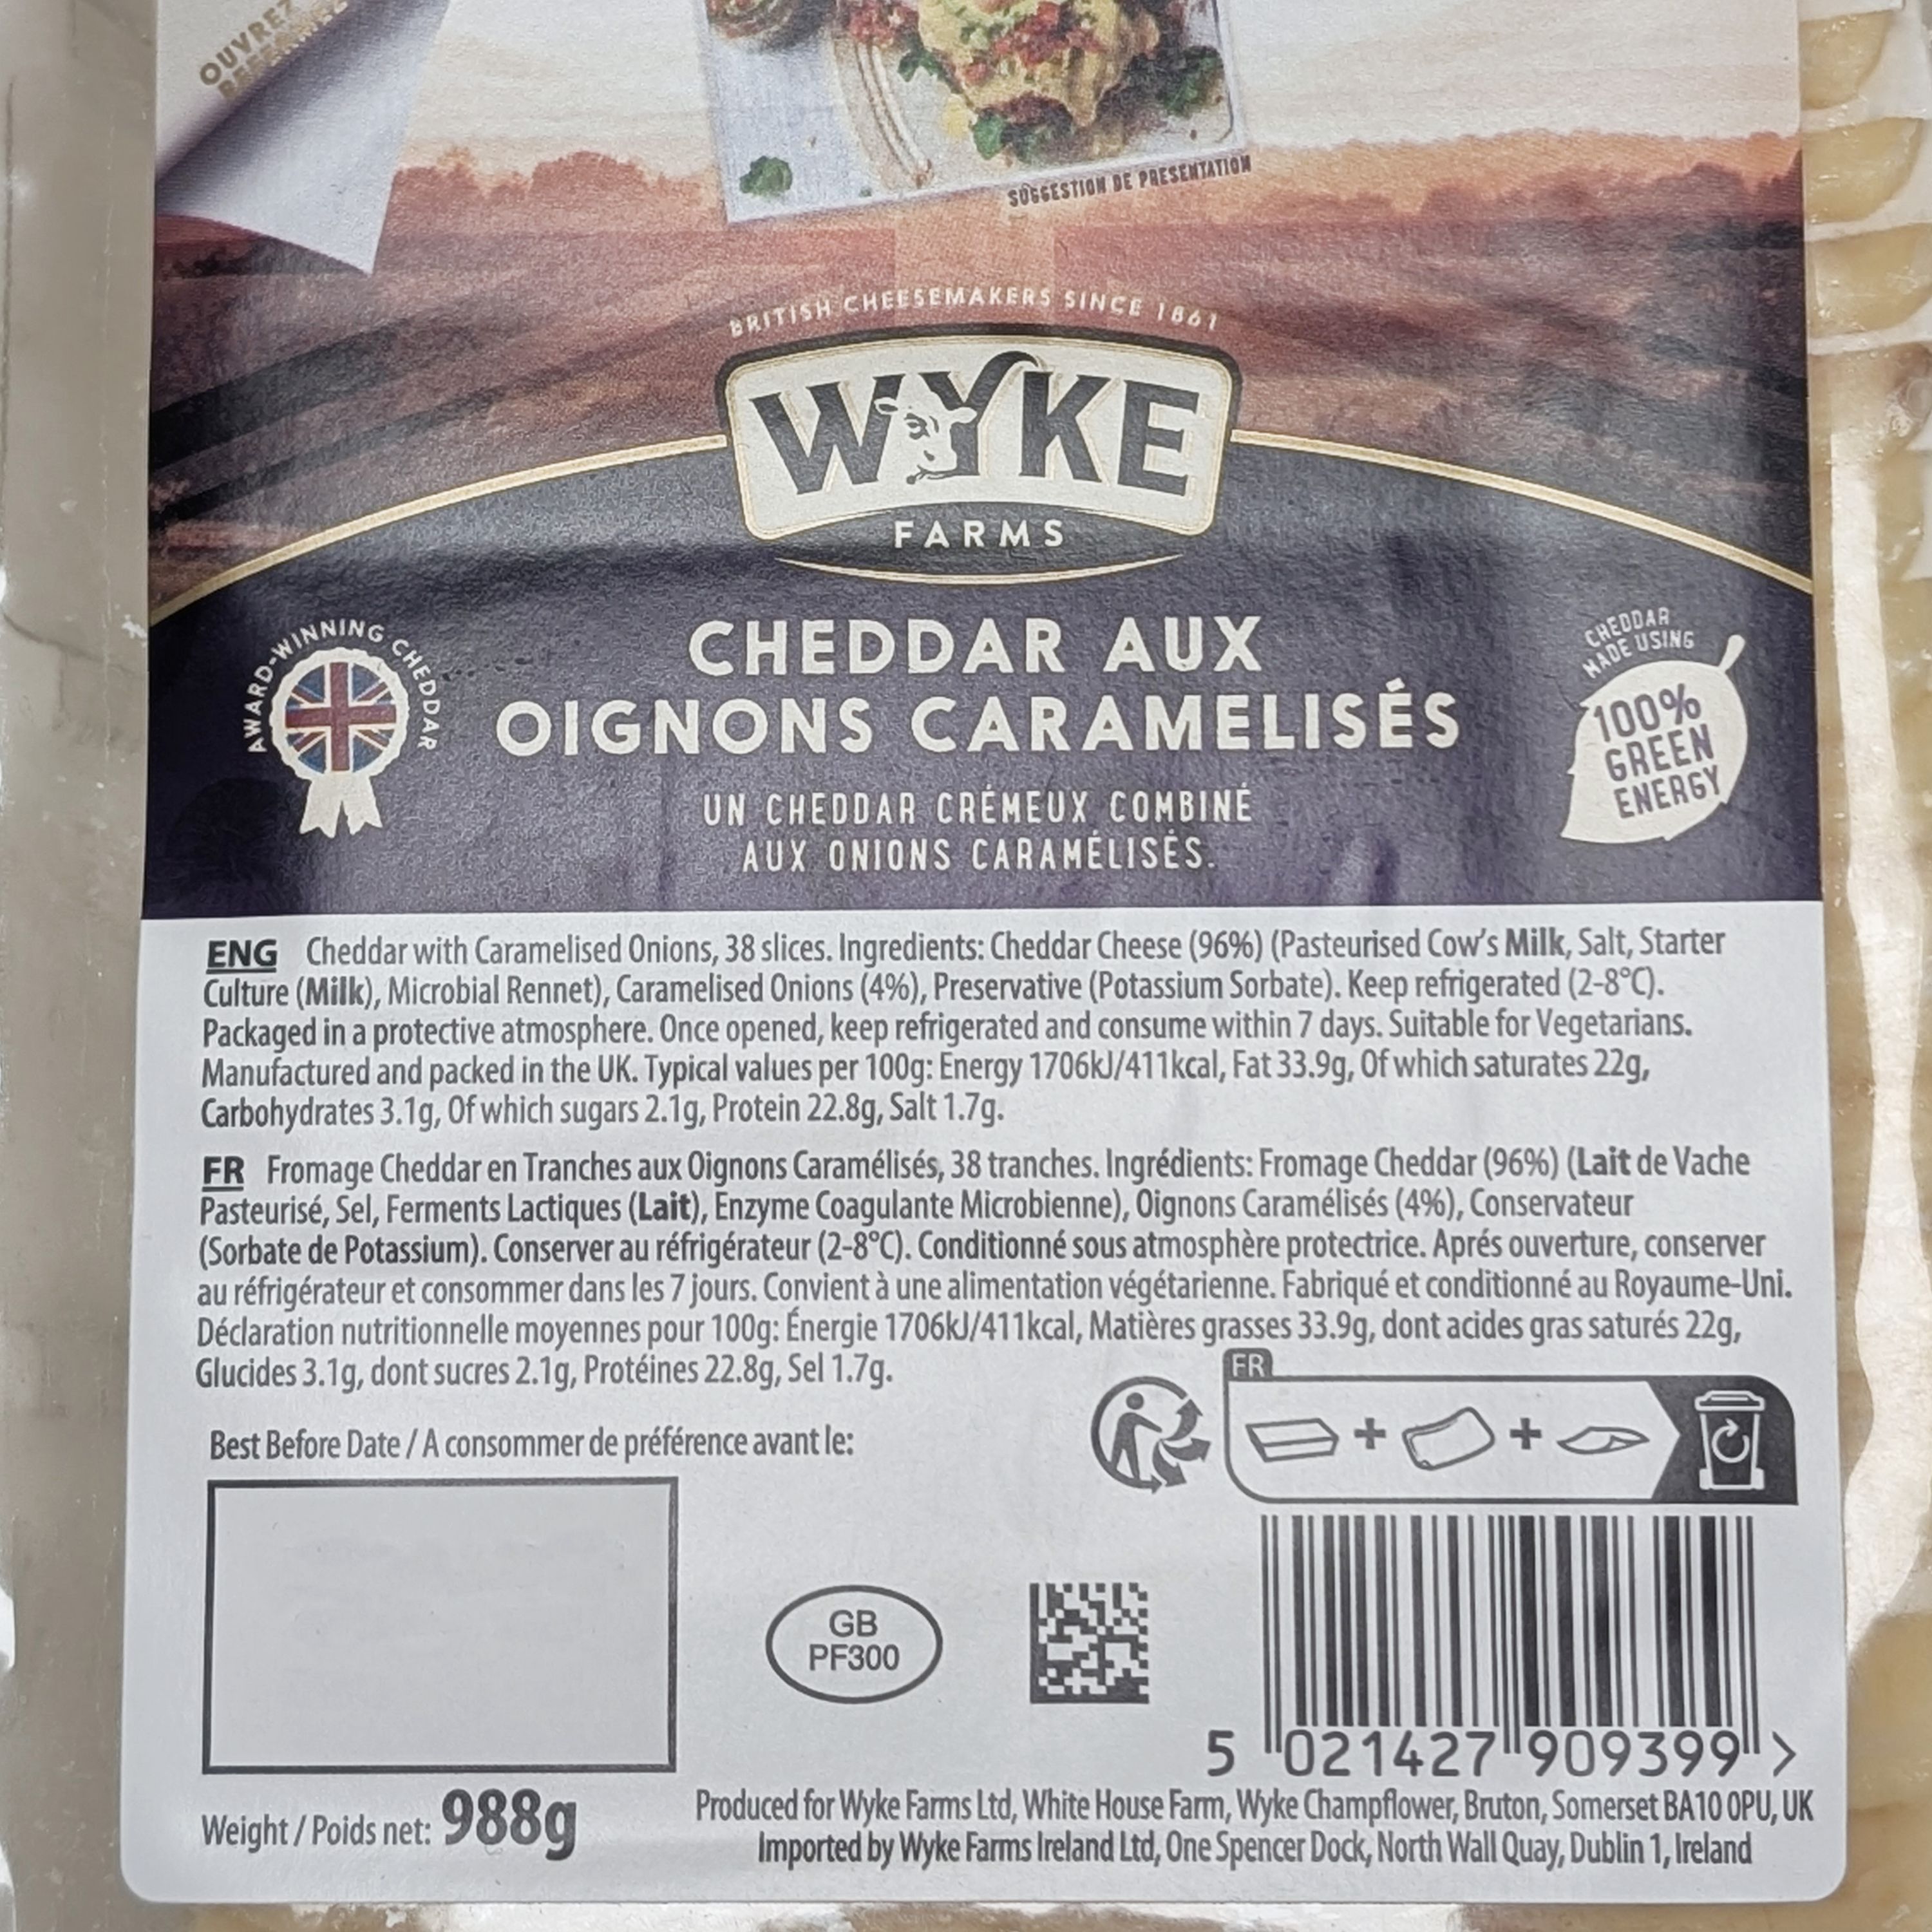 OUVREZ
SUGGESTION DE PRESENTATION
BRITISH CHEESEMAKERS SINCE 1861
WYKE
FARMS
AWARD-WINNING CHEDDAR
CHEDDAR AUX
OIGNONS CARAMELISÉS
UN CHEDDAR CRÉMEUX COMBINÉ
AUX ONIONS CARAMÉLISÉS.
CHEDDAR
MADE USING
100%
GREEN
ENERGY
ENG Cheddar with Caramelised Onions, 38 slices. Ingredients: Cheddar Cheese (96%) (Pasteurised Cow's Milk, Salt, Starter
Culture (Milk), Microbial Rennet), Caramelised Onions (4%), Preservative (Potassium Sorbate). Keep refrigerated (2-8°C).
Packaged in a protective atmosphere. Once opened, keep refrigerated and consume within 7 days. Suitable for Vegetarians.
Manufactured and packed in the UK. Typical values per 100g: Energy 1706kJ/411kcal, Fat 33.9g, Of which saturates 22g,
Carbohydrates 3.1g, Of which sugars 2.1g, Protein 22.8g, Salt 1.7g.
FR Fromage Cheddar en Tranches aux Oignons Caramélisés, 38 tranches. Ingrédients: Fromage Cheddar (96%) (Lait de Vache
Pasteurisé, Sel, Ferments Lactiques (Lait), Enzyme Coagulante Microbienne), Oignons Caramélisés (4%), Conservateur
(Sorbate de Potassium). Conserver au réfrigérateur (2-8°C). Conditionné sous atmosphère protectrice. Aprés ouverture, conserver
au réfrigérateur et consommer dans les 7 jours. Convient à une alimentation végétarienne. Fabriqué et conditionné au Royaume-Uni.
Déclaration nutritionnelle moyennes pour 100g: Énergie 1706kJ/411kcal, Matières grasses 33.9g, dont acides gras saturés 22g,
Glucides 3.1g, dont sucres 2.1g, Protéines 22.8g, Sel 1.7g.
FR
Best Before Date / A consommer de préférence avant le:
GB
PF300
5 021427 909399 >
Weight / Poids net: 988g
Produced for Wyke Farms Ltd, White House Farm, Wyke Champflower, Bruton, Somerset BA10 0PU, UK
Imported by Wyke Farms Ireland Ltd, One Spencer Dock, North Wall Quay, Dublin 1, Ireland